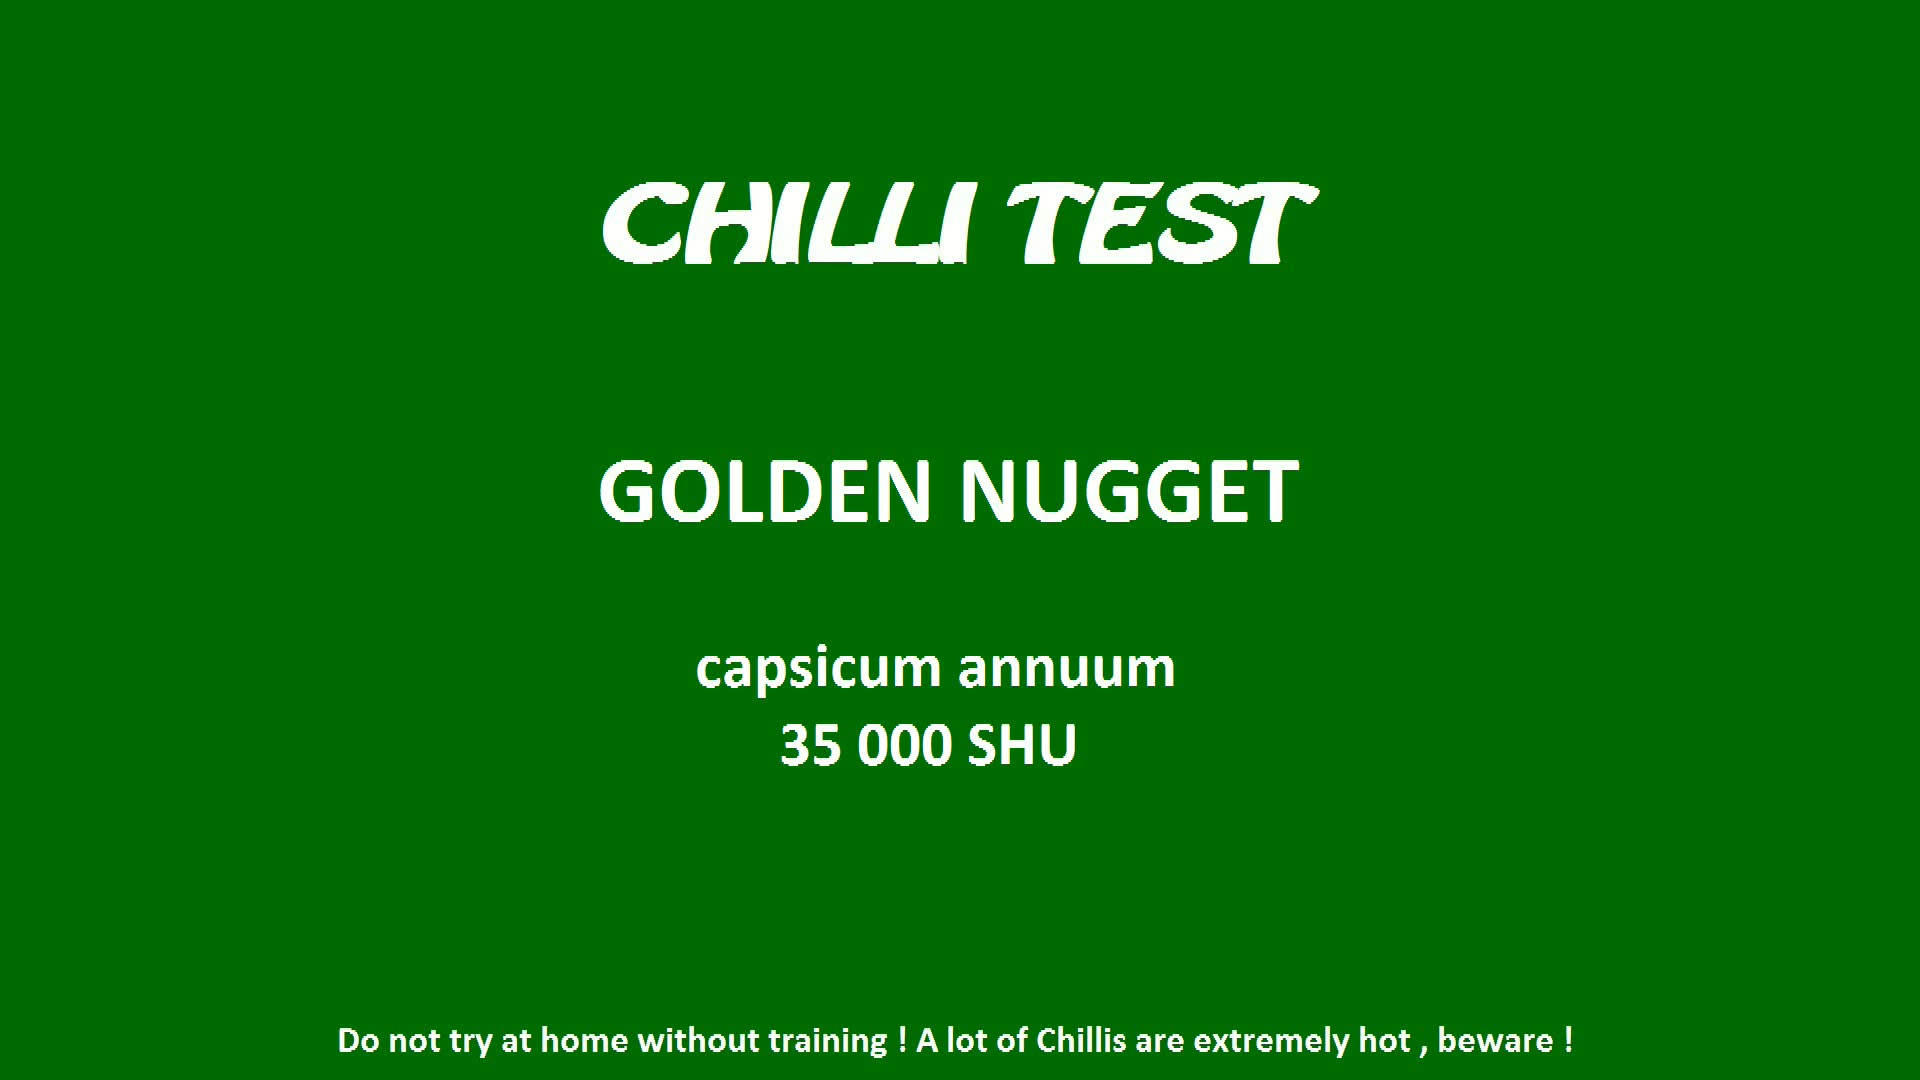 CHILLI TEST
GOLDEN NUGGET
capsicum annuum
35 000 SHU
Do not try at home without training ! A lot of Chillis are extremely hot , beware !